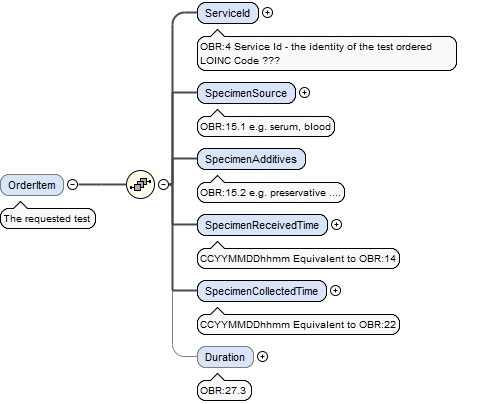 ServiceId
OBR:4 Service Id - the identity of the test ordered
LOINC Code ???
SpecimenSource
OBR:15.1 e.g. serum, blood
SpecimenAdditives
OBR:15.2 e.g. preservative ....
OrderItem
The requested test
SpecimenReceivedTime
CCYYMMDDhhmm Equivalent to OBR:14
SpecimenCollectedTime
CCYYMMDDhhmm Equivalent to OBR:22
Duration
OBR:27.3